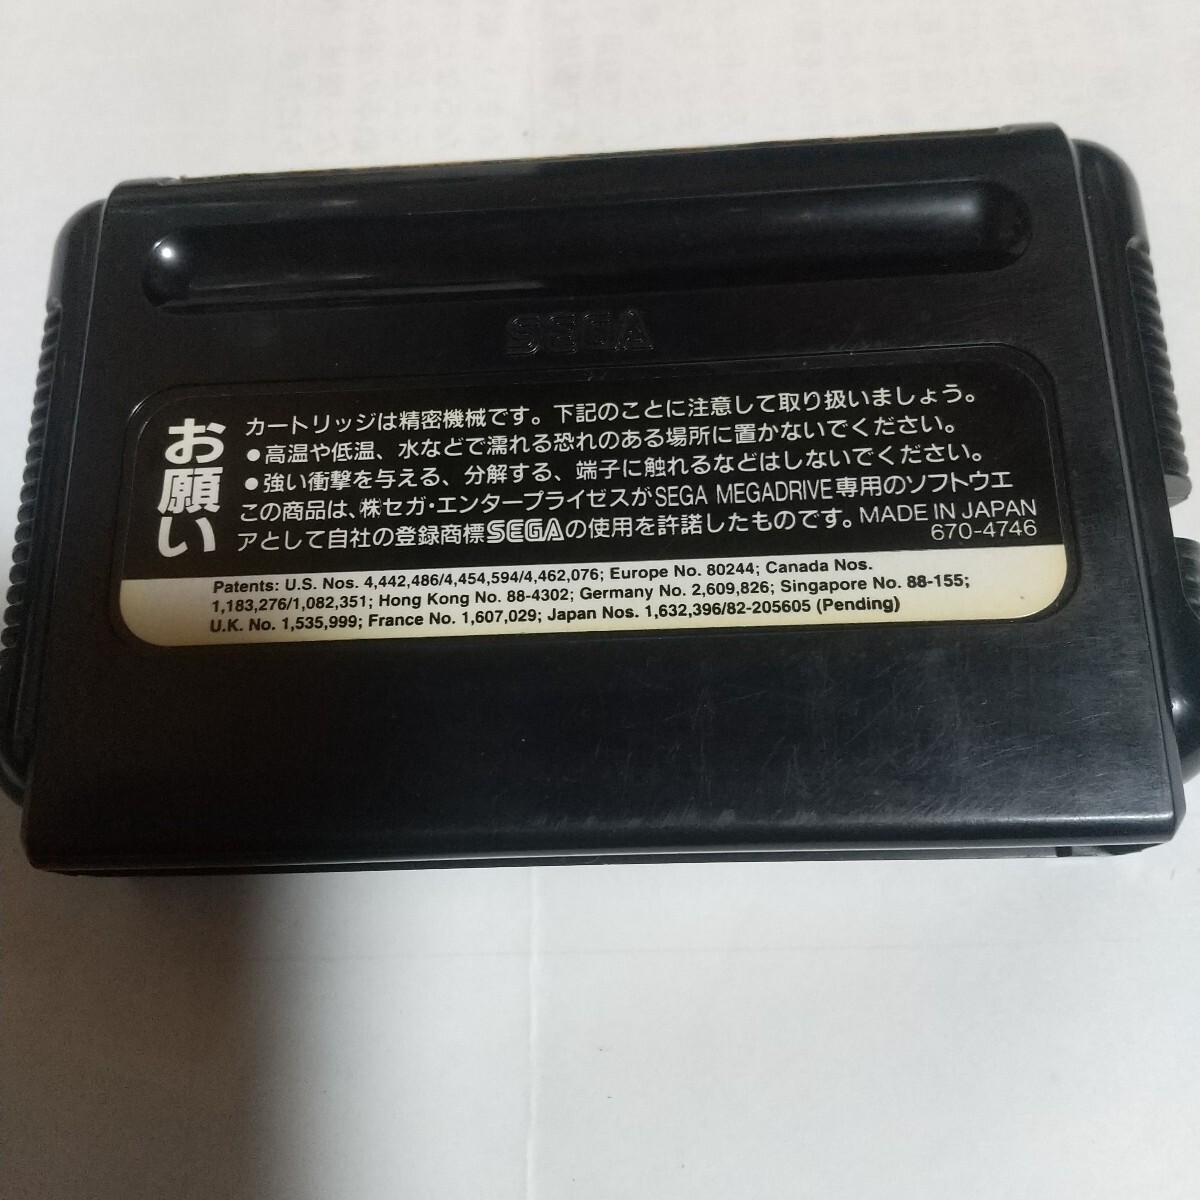 SEGA
お願い
カートリッジは精密機械です。下記のことに注意して取り扱いましょう。
●高温や低温、水などで濡れる恐れのある場所に置かないでください。
●強い衝撃を与える、分解する、端子に触れるなどはしないでください。
この商品は、㈱セガ・エンタープライゼスがSEGA MEGADRIVE専用のソフトウエ
アとして自社の登録商標SEGAの使用を許諾したものです。MADE IN JAPAN
670-4746
Patents: U.S. Nos. 4,442,486/4,454,594/4,462,076; Europe No. 80244; Canada Nos.
1,183,276/1,082,351; Hong Kong No. 88-4302; Germany No. 2,609,826; Singapore No. 88-155;
U.K. No. 1,535,999; France No. 1,607,029; Japan Nos. 1,632,396/82-205605 (Pending)